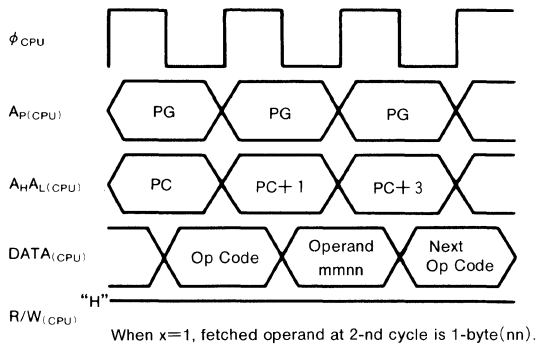 ϕCPU
AP(CPU) PG PG PG
AHAL(CPU) PC PC+1 PC+3
DATA(CPU) Op Code Operand mmnn Next Op Code
"H"
R/W(CPU)
When x=1, fetched operand at 2-nd cycle is 1-byte(nn).